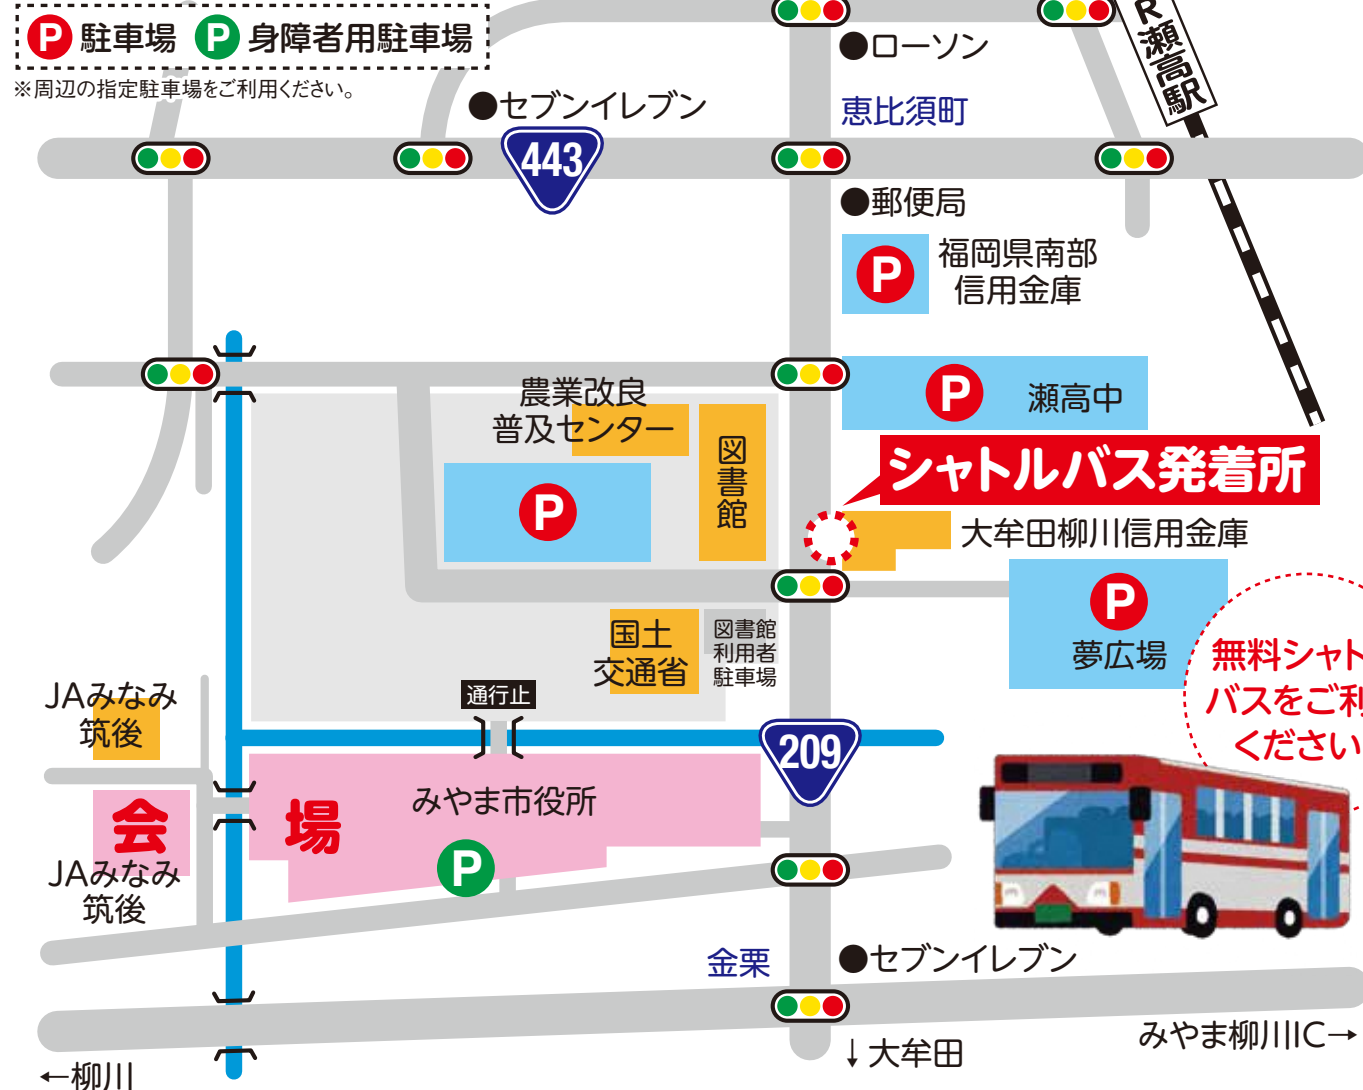 P 駐車場 P 身障者用駐車場
※周辺の指定駐車場をご利用ください。
●ローソン
R瀬高駅
●セブンイレブン
恵比須町
443
●郵便局
P
福岡県南部
信用金庫
P 瀬高中
農業改良
普及センター
図書館
P
シャトルバス発着所
大牟田柳川信用金庫
P
夢広場
国土
交通省
図書館
利用者
駐車場
無料シャト
バスをご利
ください
JAみなみ
筑後
通行止
209
みやま市役所
会場
P
JAみなみ
筑後
金栗
●セブンイレブン
みやま柳川IC→
↓大牟田
←柳川